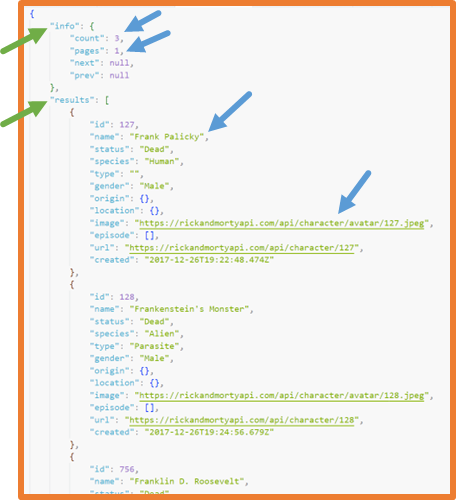 {
"info": {
"count": 3,
"pages": 1,
"next": null,
"prev": null
},
"results": [
{
"id": 127,
"name": "Frank Palicky",
"status": "Dead",
"species": "Human",
"type": "",
"gender": "Male",
"origin": {},
"location": {},
"image": "https://rickandmortyapi.com/api/character/avatar/127.jpeg",
"episode": [],
"url": "https://rickandmortyapi.com/api/character/127",
"created": "2017-12-26T19:22:48.474Z"
},
{
"id": 128,
"name": "Frankenstein's Monster",
"status": "Dead",
"species": "Alien",
"type": "Parasite",
"gender": "Male",
"origin": {},
"location": {},
"image": "https://rickandmortyapi.com/api/character/avatar/128.jpeg",
"episode": [],
"url": "https://rickandmortyapi.com/api/character/128",
"created": "2017-12-26T19:24:56.679Z"
},
{
"id": 756,
"name": "Franklin D. Roosevelt",
"status": "Dead"